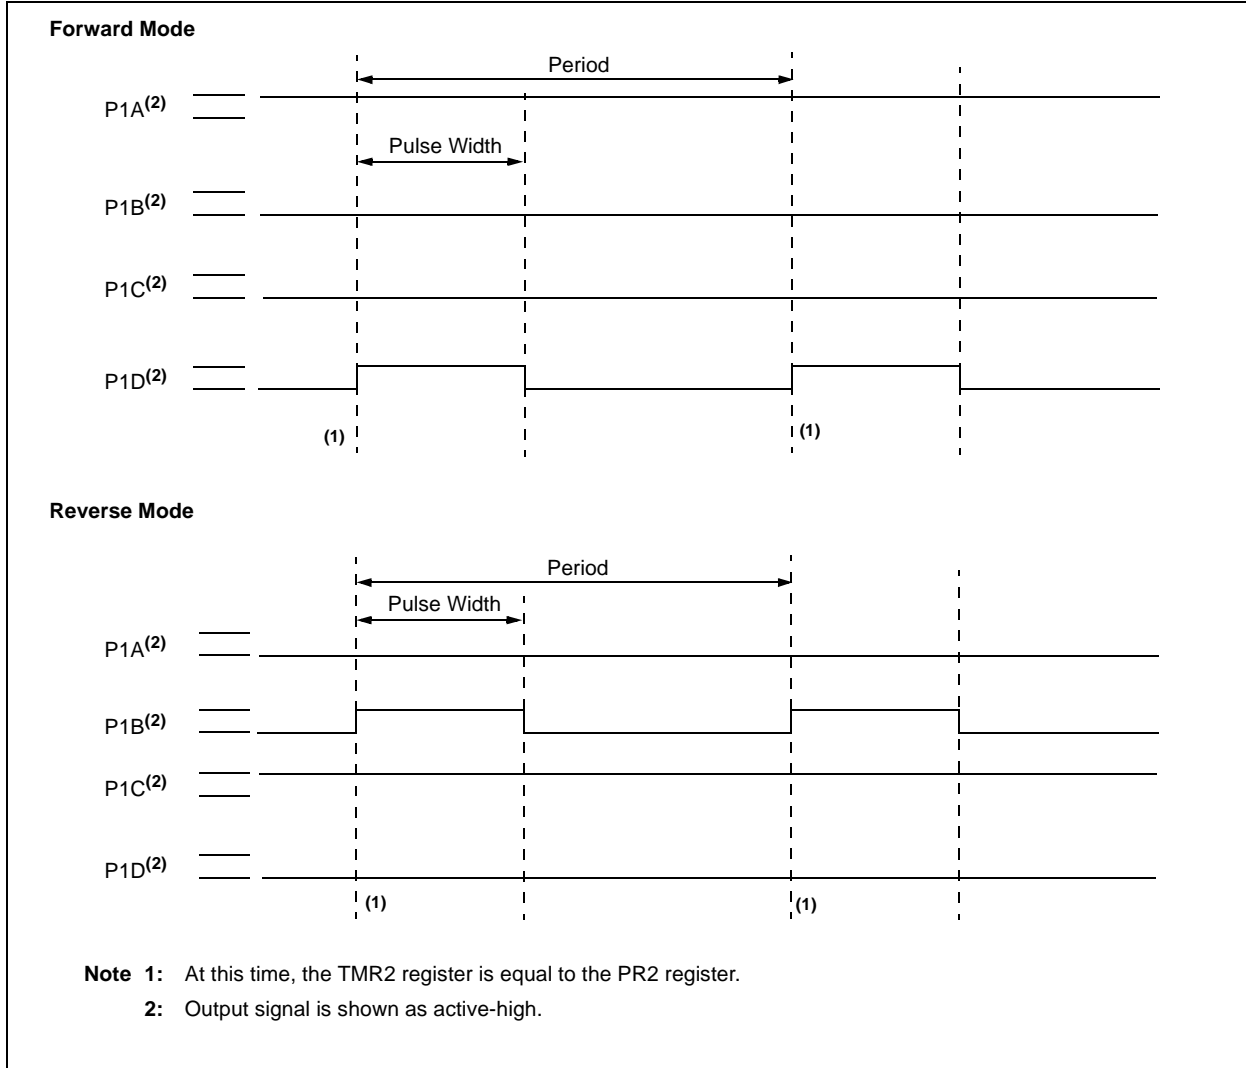 Forward Mode
Period
P1A(2)
Pulse Width
P1B(2)
P1C(2)
P1D(2)
(1)
(1)
Reverse Mode
Period
Pulse Width
P1A(2)
P1B(2)
P1C(2)
P1D(2)
(1)
(1)
Note 1: At this time, the TMR2 register is equal to the PR2 register.
2: Output signal is shown as active-high.